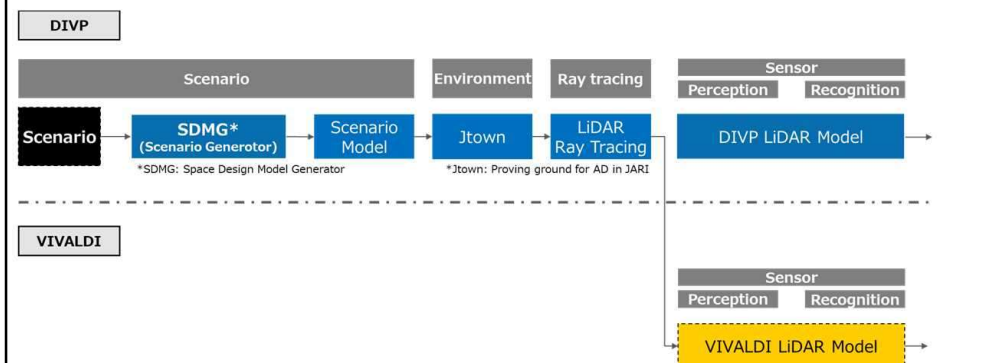 DIVP
Scenario
Environment
Ray tracing
Sensor
Perception
Recognition
Scenario
SDMG*
(Scenario Generotor)
Scenario
Model
Jtown
LiDAR
Ray Tracing
DIVP LiDAR Model
*SDMG: Space Design Model Generator
*Jtown: Proving ground for AD in JARI
VIVALDI
Sensor
Perception
Recognition
VIVALDI LiDAR Model